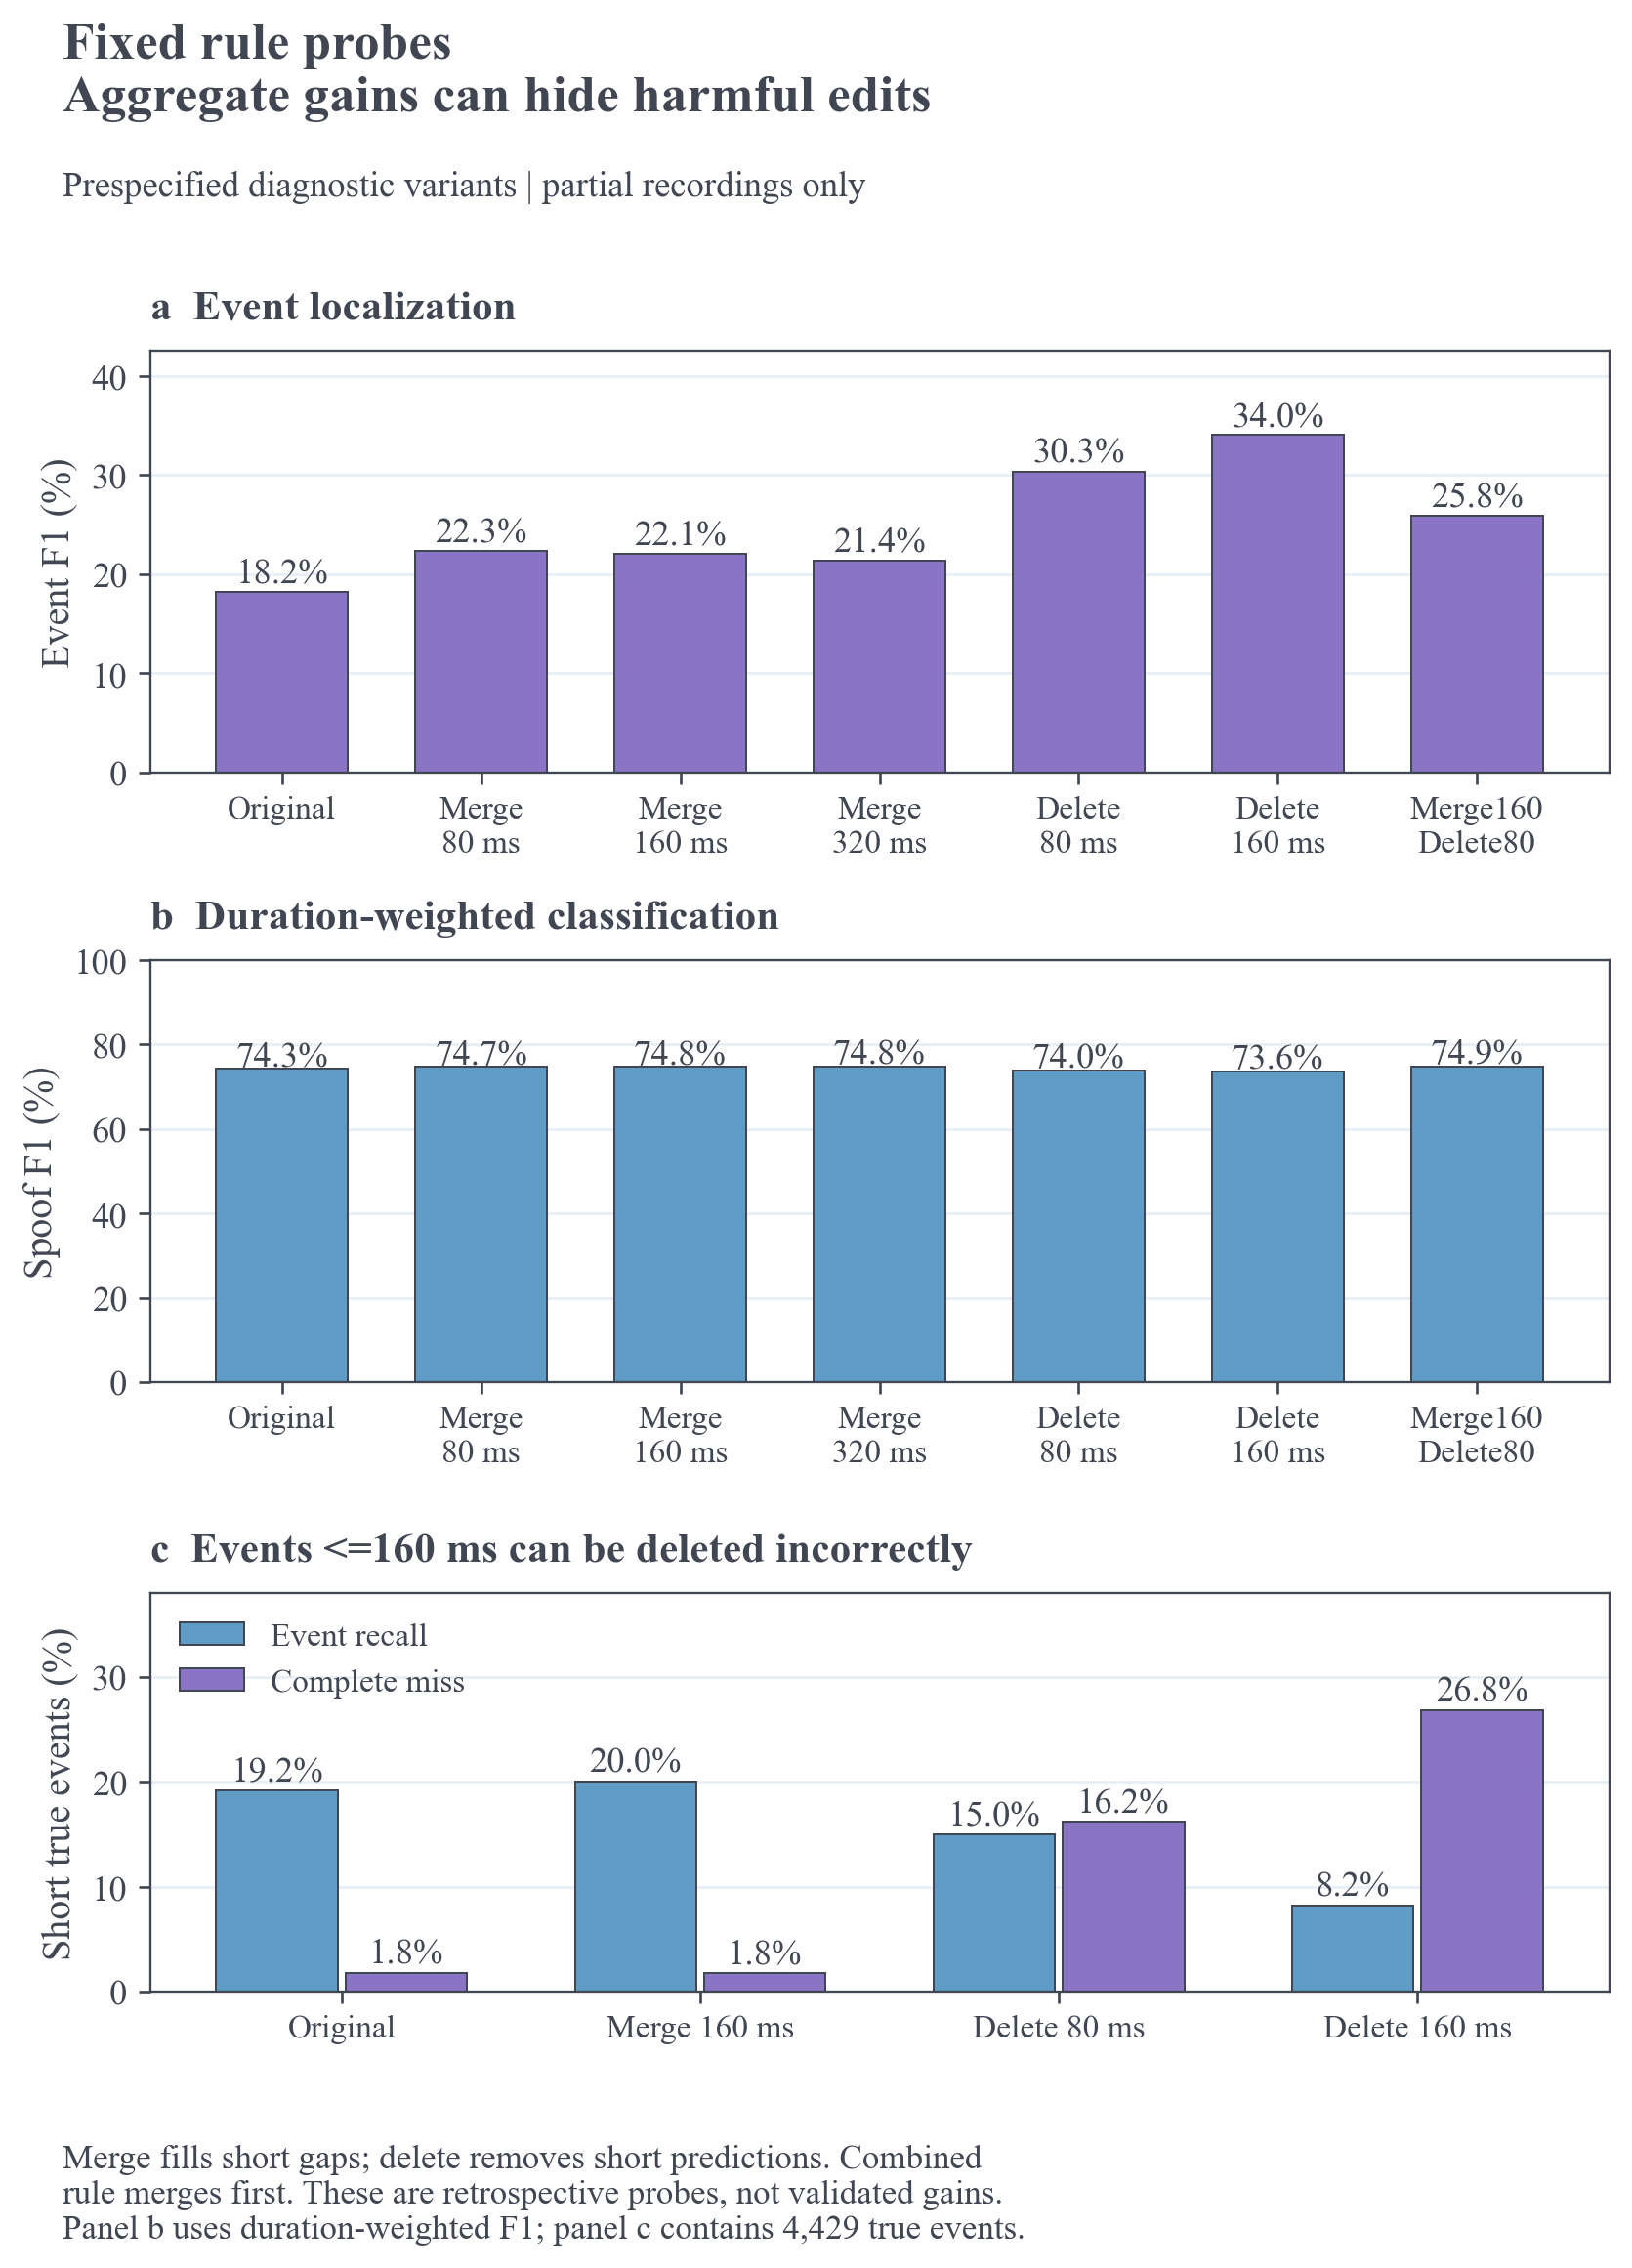 Fixed rule probes
Aggregate gains can hide harmful edits
Prespecified diagnostic variants | partial recordings only
a Event localization
Event F1 (%)
40
30
20
10
0
18.2%
22.3%
22.1%
21.4%
30.3%
34.0%
25.8%
Original
Merge
80 ms
Merge
160 ms
Merge
320 ms
Delete
80 ms
Delete
160 ms
Merge160
Delete80
b Duration-weighted classification
Spoof F1 (%)
100
80
60
40
20
0
74.3%
74.7%
74.8%
74.8%
74.0%
73.6%
74.9%
Original
Merge
80 ms
Merge
160 ms
Merge
320 ms
Delete
80 ms
Delete
160 ms
Merge160
Delete80
c Events <=160 ms can be deleted incorrectly
Short true events (%)
30
20
10
0
Event recall
Complete miss
19.2%
1.8%
20.0%
1.8%
15.0%
16.2%
8.2%
26.8%
Original
Merge 160 ms
Delete 80 ms
Delete 160 ms
Merge fills short gaps; delete removes short predictions. Combined
rule merges first. These are retrospective probes, not validated gains.
Panel b uses duration-weighted F1; panel c contains 4,429 true events.